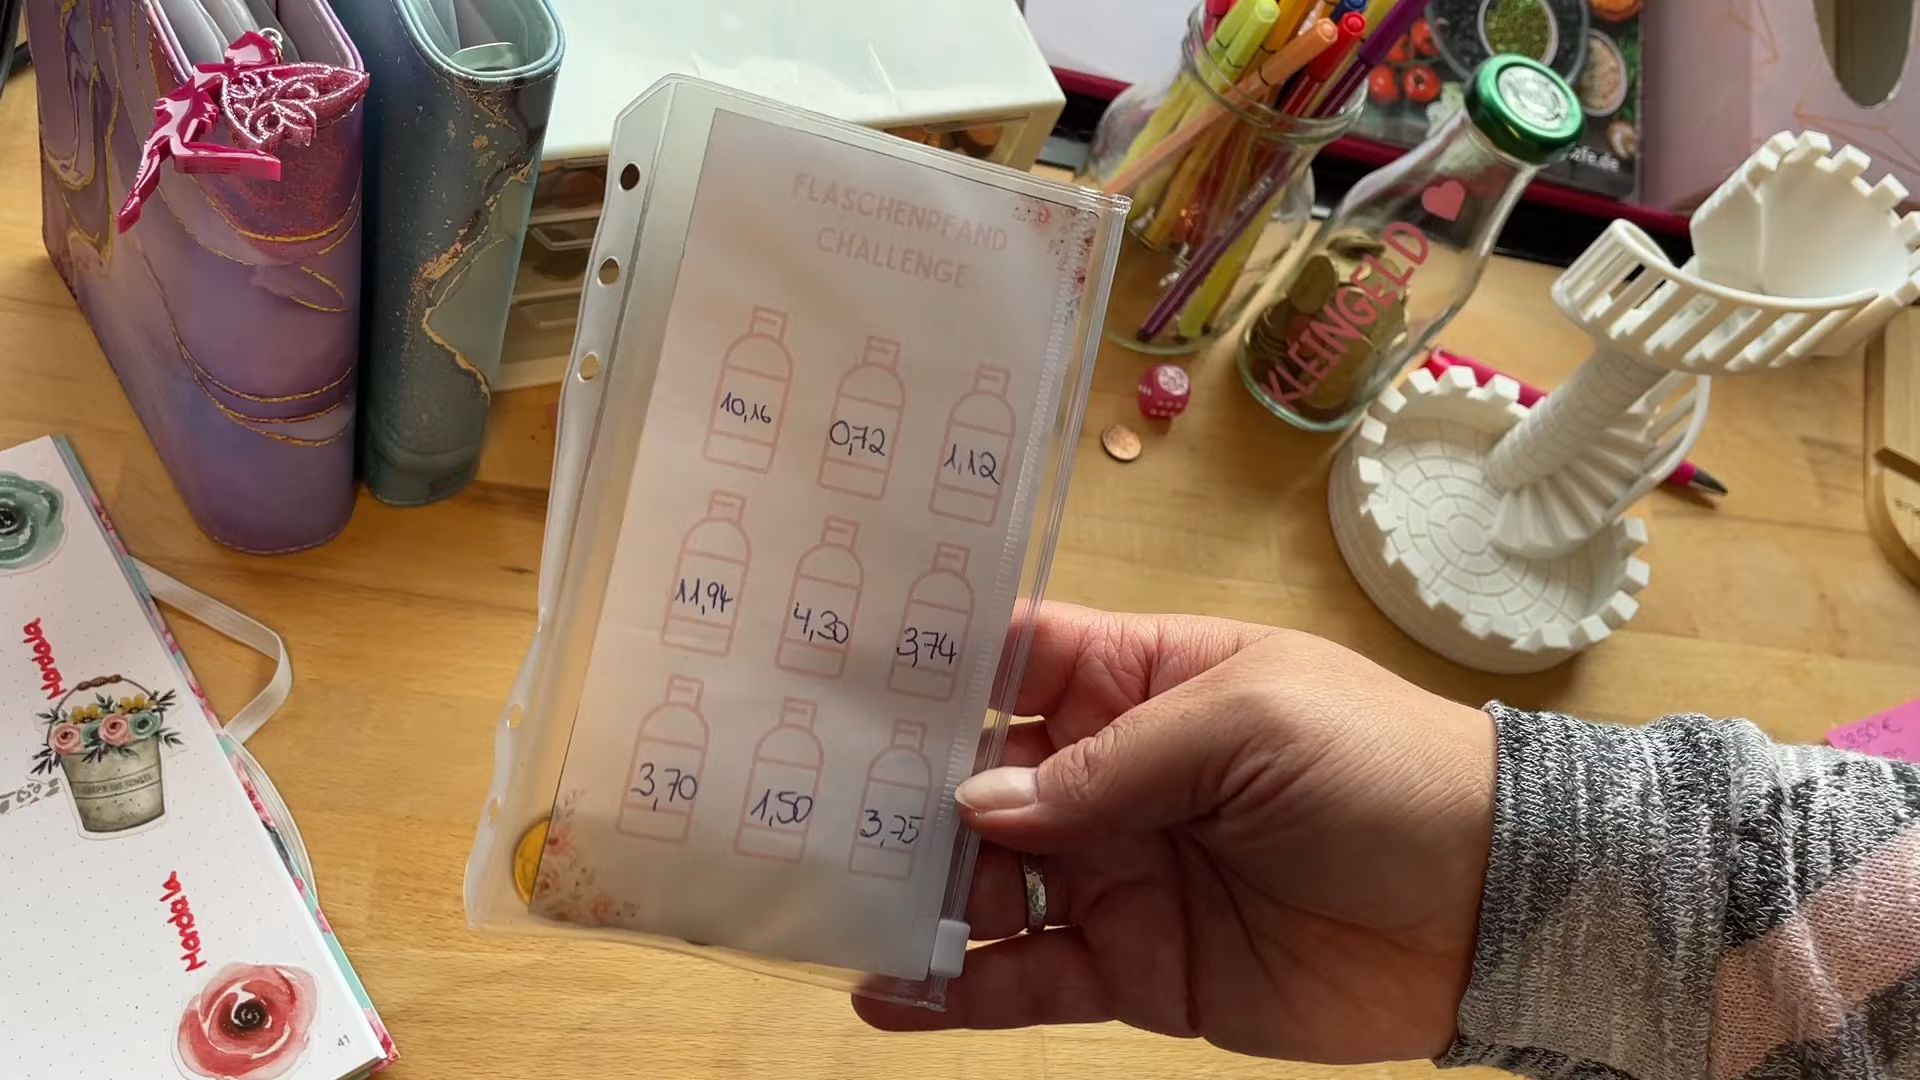 FLASCHENPFAND
CHALLENGE
10,16
0,72
1,12
11,94
4,30
3,74
3,70
1,50
3,75
KLEINGELD
Mandala
Mandala
41